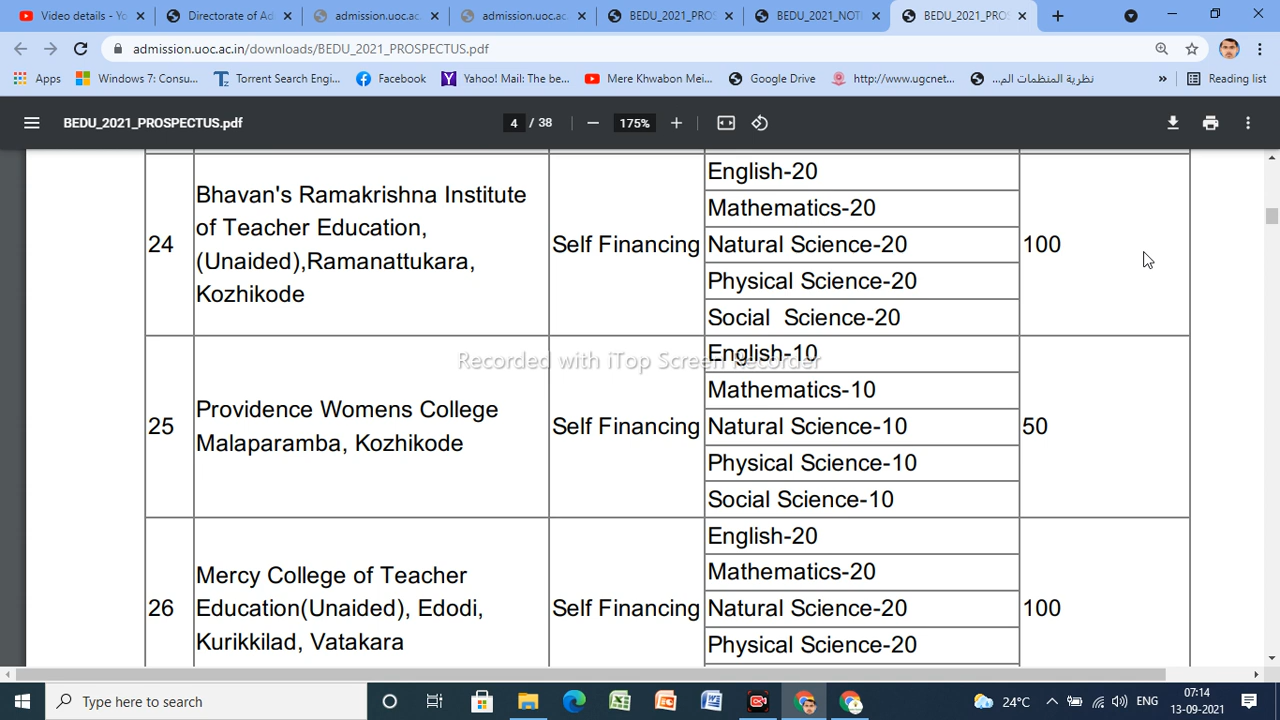 Video details - Y
Directorate of Ad
admission.uoc.ac.
admission.uoc.ac.
BEDU_2021_PROS
BEDU_2021_NOT
BEDU_2021_PROS
admission.uoc.ac.in/downloads/BEDU_2021_PROSPECTUS.pdf
Apps
Windows 7: Consu...
Torrent Search Engi...
Facebook
Yahoo! Mail: The be...
Mere Khwabon Mei...
Google Drive
http://www.ugcnet...
نظرية المنظمات الم...
»
Reading list
BEDU_2021_PROSPECTUS.pdf
4 / 38
175%
24
Bhavan's Ramakrishna Institute
of Teacher Education,
(Unaided),Ramanattukara,
Kozhikode
Self Financing
English-20
Mathematics-20
Natural Science-20
Physical Science-20
Social Science-20
100
Recorded with iTop Screen Recorder
25
Providence Womens College
Malaparamba, Kozhikode
Self Financing
English-10
Mathematics-10
Natural Science-10
Physical Science-10
Social Science-10
50
26
Mercy College of Teacher
Education(Unaided), Edodi,
Kurikkilad, Vatakara
Self Financing
English-20
Mathematics-20
Natural Science-20
Physical Science-20
100
Type here to search
24°C
ENG
07:14
13-09-2021